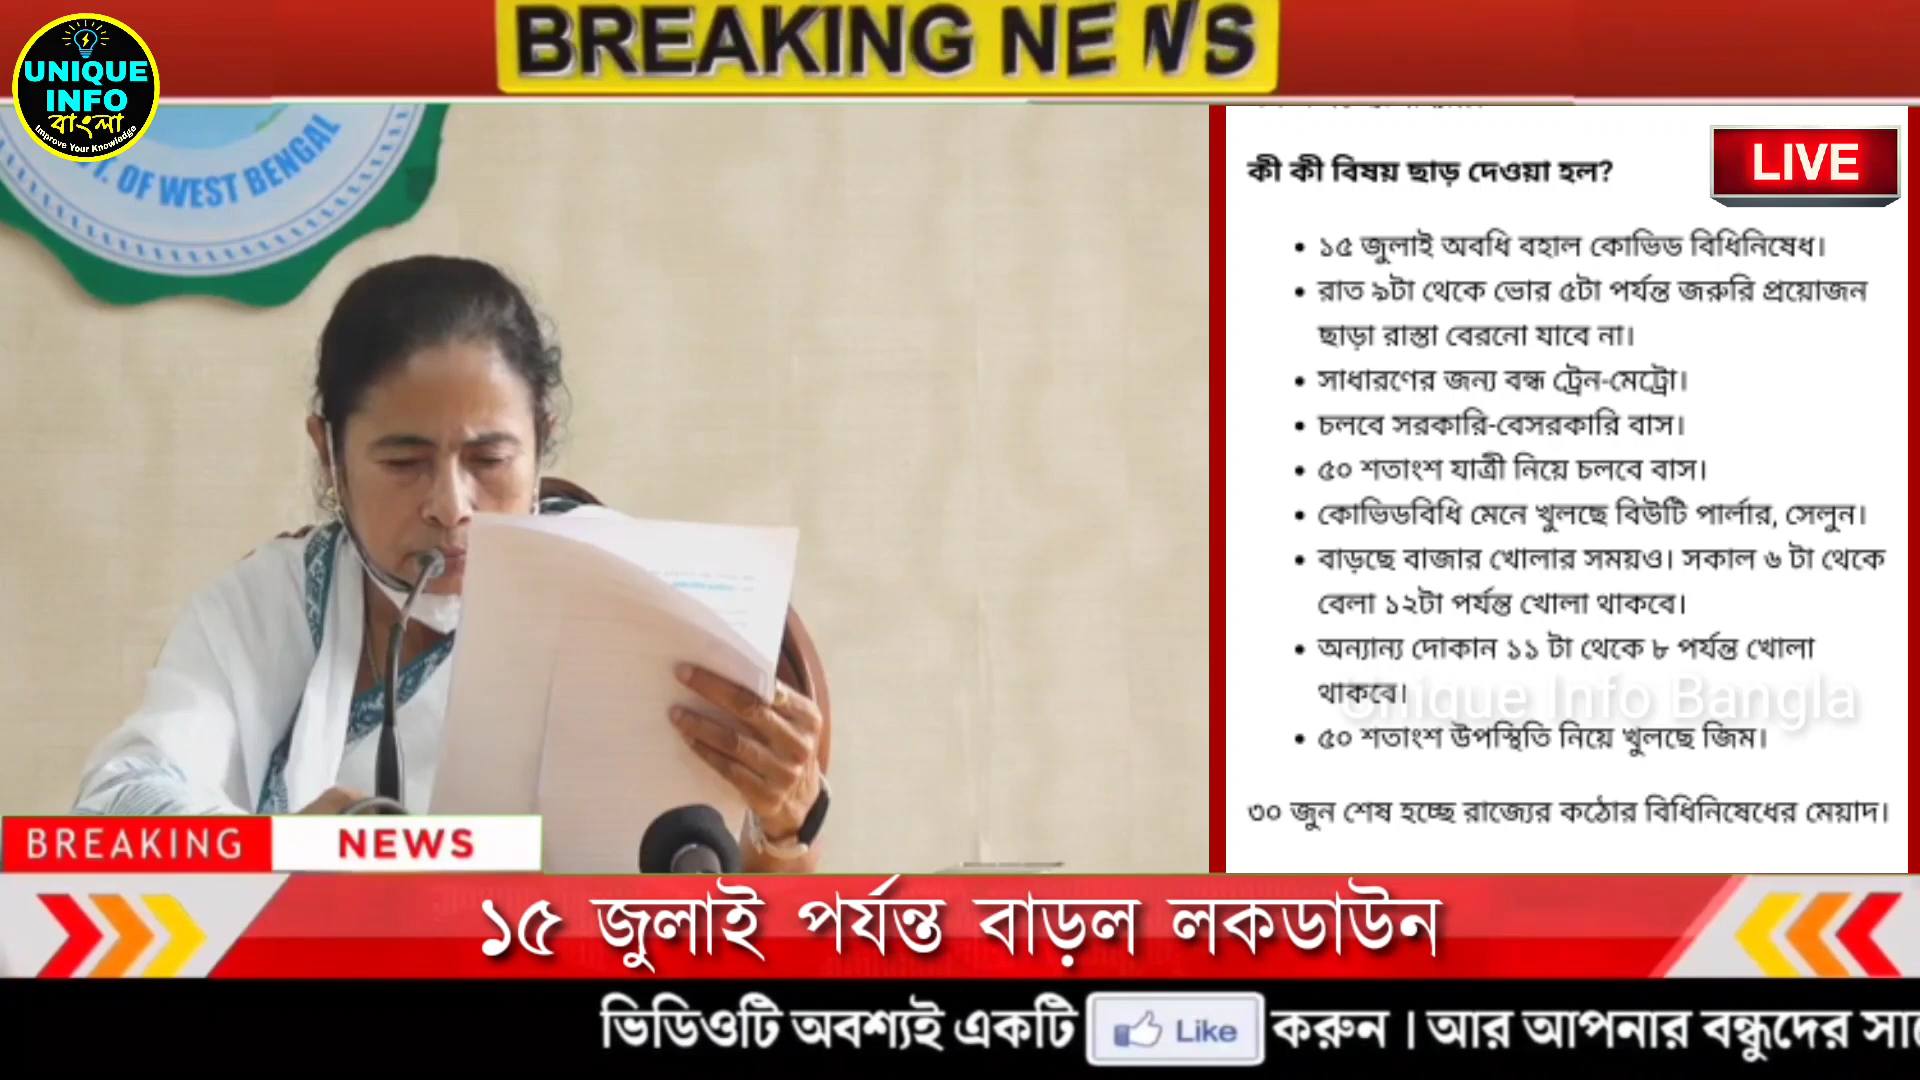 BREAKING NEWS
UNIQUE
INFO
বাংলা
Improve Your Knowledge
T. OF WEST BENGAL
LIVE
কী কী বিষয় ছাড় দেওয়া হল?
• ১৫ জুলাই অবধি বহাল কোভিড বিধিনিষেধ।
• রাত ৯টা থেকে ভোর ৫টা পর্যন্ত জরুরি প্রয়োজন
ছাড়া রাস্তা বেরনো যাবে না।
• সাধারণের জন্য বন্ধ ট্রেন-মেট্রো।
• চলবে সরকারি-বেসরকারি বাস।
• ৫০ শতাংশ যাত্রী নিয়ে চলবে বাস।
• কোভিডবিধি মেনে খুলছে বিউটি পার্লার, সেলুন।
• বাড়ছে বাজার খোলার সময়ও। সকাল ৬ টা থেকে
বেলা ১২টা পর্যন্ত খোলা থাকবে।
• অন্যান্য দোকান ১১ টা থেকে ৮ পর্যন্ত খোলা
থাকবে।
Unique Info Bangla
• ৫০ শতাংশ উপস্থিতি নিয়ে খুলছে জিম।
৩০ জুন শেষ হচ্ছে রাজ্যের কঠোর বিধিনিষেধের মেয়াদ।
BREAKING NEWS
১৫ জুলাই পর্যন্ত বাড়ল লকডাউন
ভিডিওটি অবশ্যই একটি Like করুন । আর আপনার বন্ধুদের